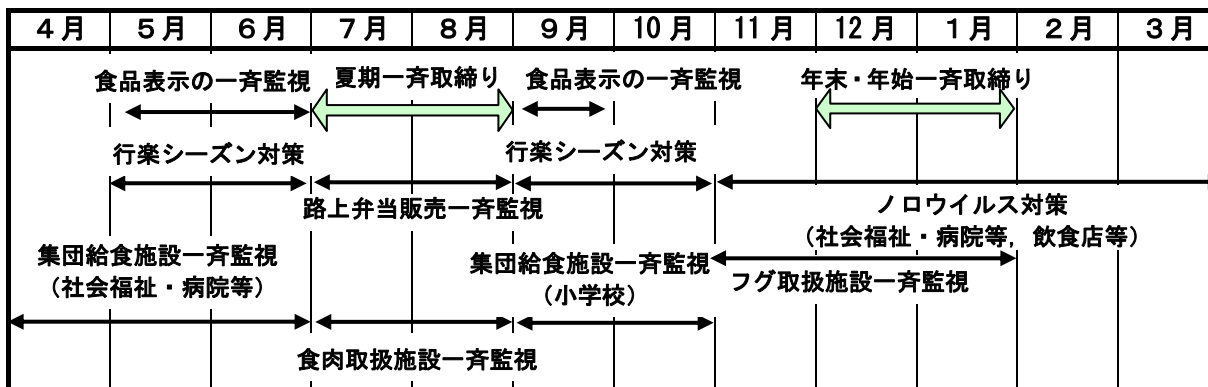 4月 5月 6月 7月 8月 9月 10月 11月 12月 1月 2月 3月
食品表示の一斉監視 夏期一斉取締り 食品表示の一斉監視 年末・年始一斉取締り
行楽シーズン対策 行楽シーズン対策
路上弁当販売一斉監視 ノロウイルス対策
(社会福祉・病院等,飲食店等)
集団給食施設一斉監視 集団給食施設一斉監視
(社会福祉・病院等) (小学校) フグ取扱施設一斉監視
食肉取扱施設一斉監視